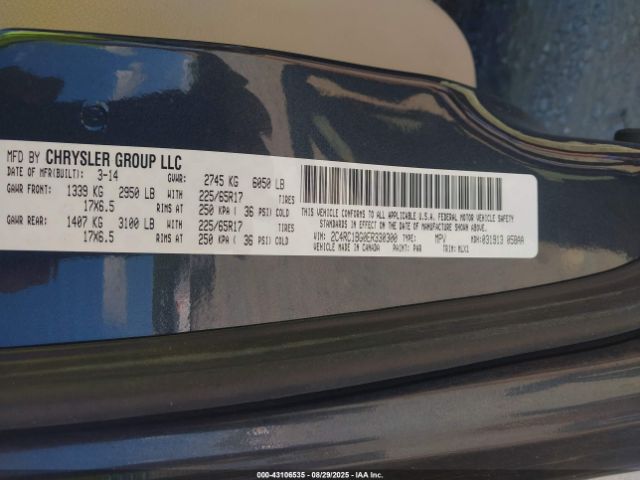 MFD BY CHRYSLER GROUP LLC
DATE OF MFR(BUILT): 3-14 GVWR: 2745 KG 6050 LB
GAWR FRONT: 1339 KG 2950 LB WITH 225/65R17 TIRES
17X6.5 RIMS AT 250 KPA ( 36 PSI) COLD
GAWR REAR: 1407 KG 3100 LB WITH 225/65R17 TIRES
17X6.5 RIMS AT 250 KPA ( 36 PSI) COLD
THIS VEHICLE CONFORMS TO ALL APPLICABLE U.S.A. FEDERAL MOTOR VEHICLE SAFETY
STANDARDS IN EFFECT ON THE DATE OF MANUFACTURE SHOWN ABOVE.
VIN: 2C4RC1BG0ER330300 TYPE: MPV MDH: 031913 058AA
VEHICLE MADE IN CANADA PAINT: PAR TRIM: MLX1
000-43106535 - 08/29/2025 - IAA Inc.